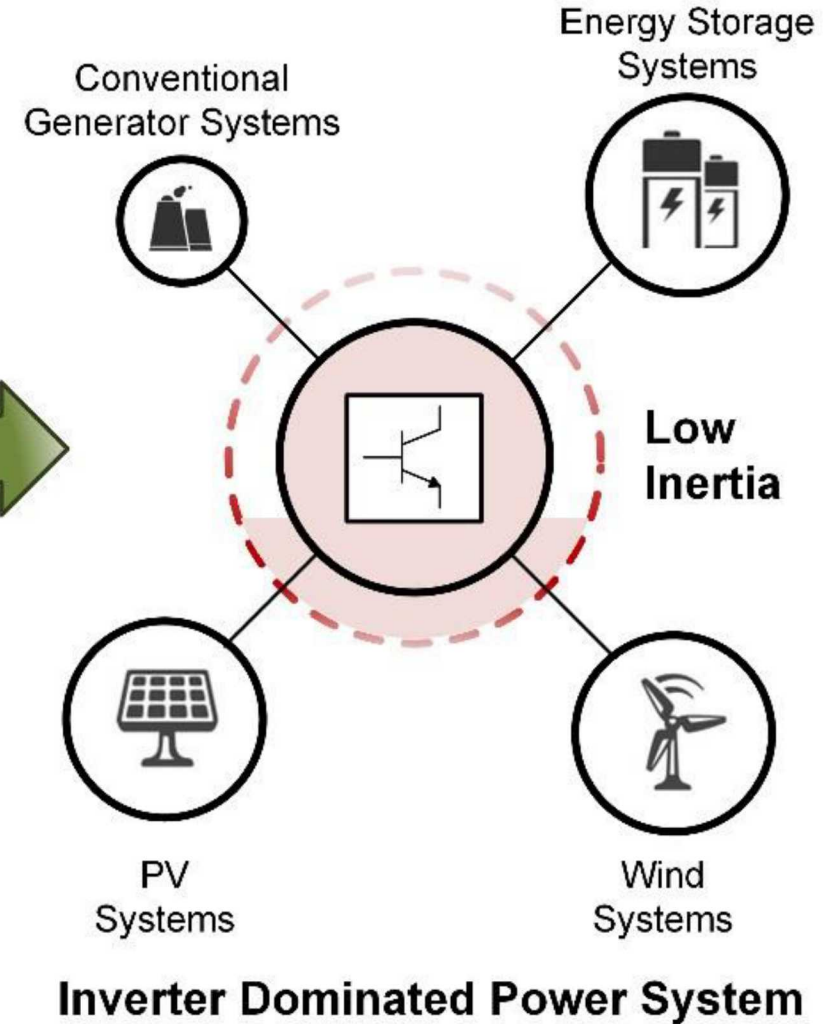 Energy Storage
Systems
Conventional
Generator Systems
Low
Inertia
PV
Systems
Wind
Systems
Inverter Dominated Power System